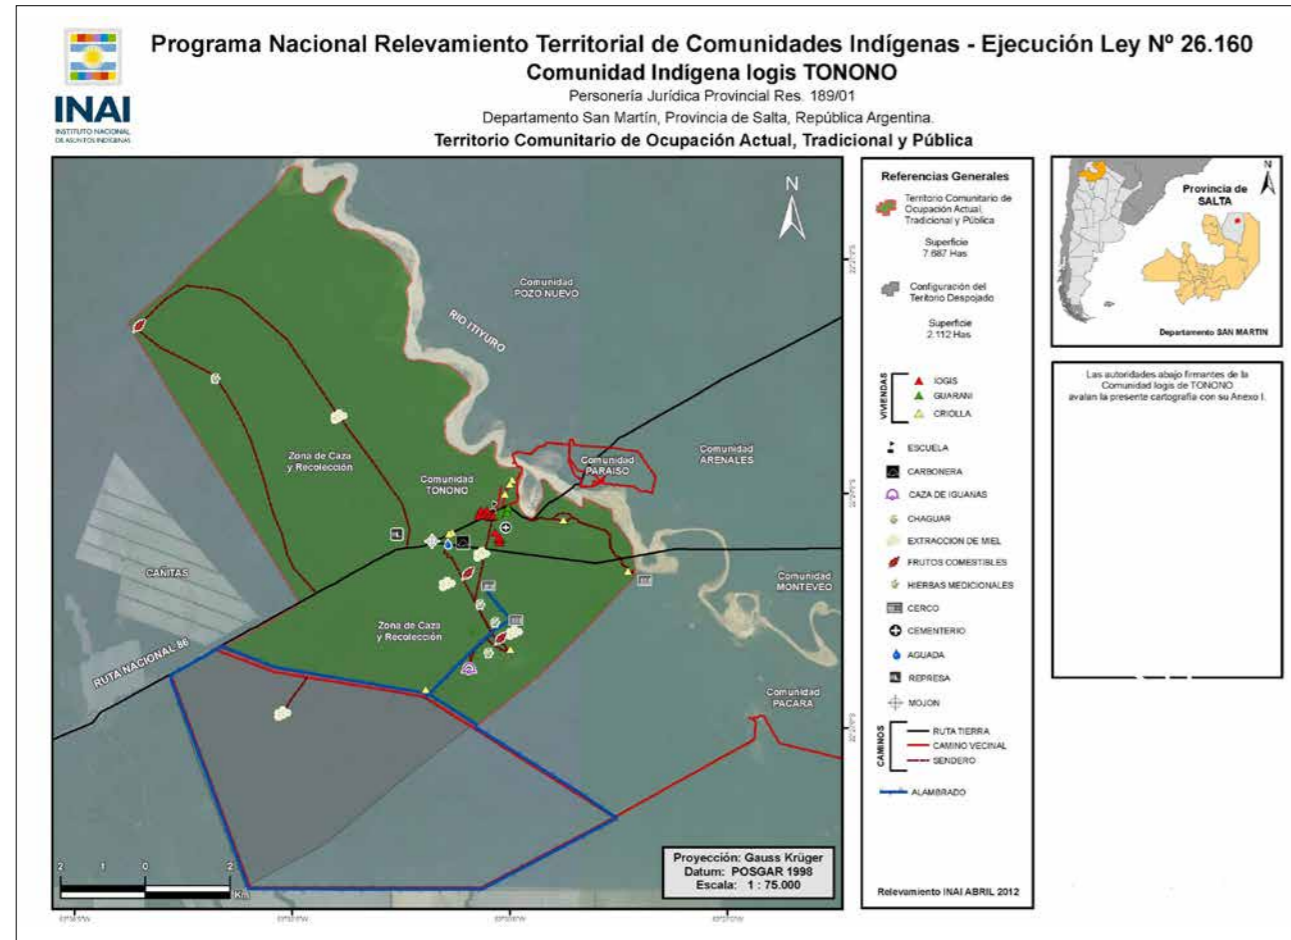 Programa Nacional Relevamiento Territorial de Comunidades Indígenas - Ejecución Ley Nº 26.160
Comunidad Indígena Iogis TONONO
Personería Jurídica Provincial Res. 189/01
Departamento San Martín, Provincia de Salta, República Argentina.
Territorio Comunitario de Ocupación Actual, Tradicional y Pública
INAI
INSTITUTO NACIONAL
DE ASUNTOS INDÍGENAS
N
Comunidad
POZO NUEVO
RIO ITIYURO
Zona de Caza
y Recolección
Comunidad
TONONO
Comunidad
PARAISO
Comunidad
ARENALES
CAÑITAS
Comunidad
MONTEVEO
Zona de Caza
y Recolección
RUTA NACIONAL 86
Comunidad
PACARA
2 1 0 2
Km
Proyección: Gauss Krüger
Datum: POSGAR 1998
Escala: 1 : 75.000
Referencias Generales
Territorio Comunitario de
Ocupación Actual,
Tradicional y Pública
Superficie
7.687 Has
Configuración del
Territorio Despojado
Superficie
2.112 Has
VIVIENDAS
IOGIS
GUARANI
CRIOLLA
ESCUELA
CARBONERA
CAZA DE IGUANAS
CHAGUAR
EXTRACCION DE MIEL
FRUTOS COMESTIBLES
HIERBAS MEDICIONALES
CERCO
CEMENTERIO
AGUADA
REPRESA
MOJON
CAMINOS
RUTA TIERRA
CAMINO VECINAL
SENDERO
ALAMBRADO
Relevamiento INAI ABRIL 2012
N
Provincia de
SALTA
Departamento SAN MARTIN
Las autoridades abajo firmantes de la
Comunidad Iogis de TONONO
avalan la presente cartografía con su Anexo I.